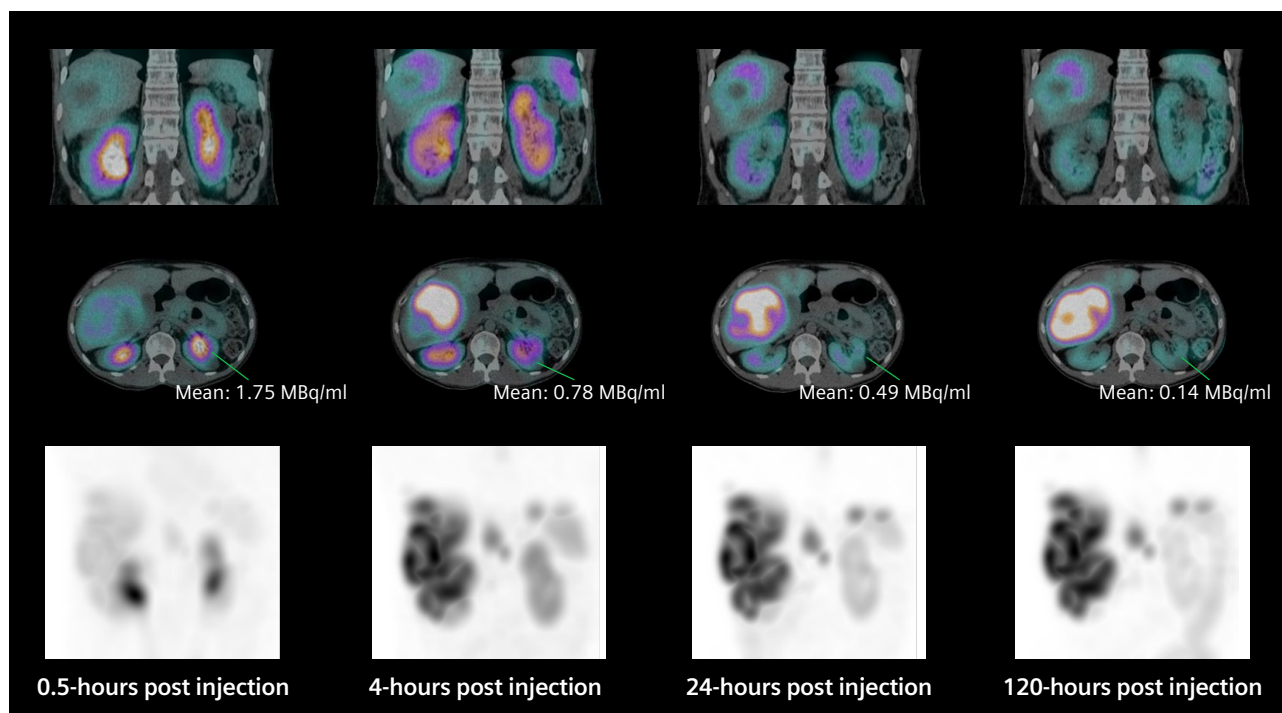 Mean: 1.75 MBq/ml
Mean: 0.78 MBq/ml
Mean: 0.49 MBq/ml
Mean: 0.14 MBq/ml
0.5-hours post injection
4-hours post injection
24-hours post injection
120-hours post injection